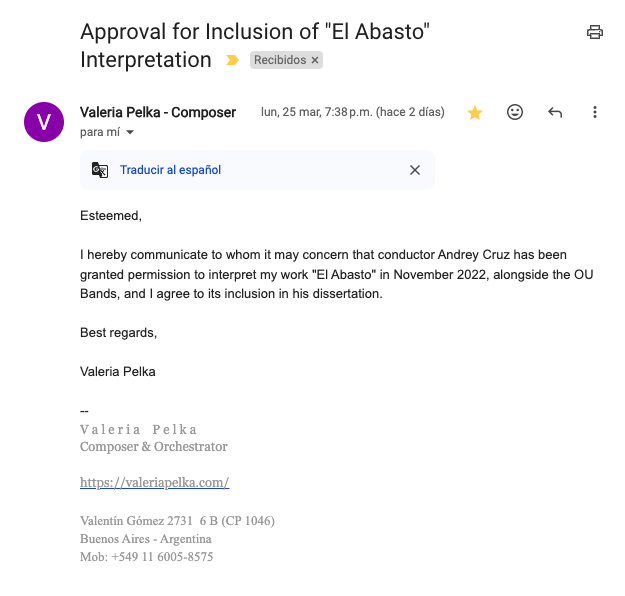 Approval for Inclusion of "El Abasto"
Interpretation Recibidos ×
V
Valeria Pelka - Composer lun, 25 mar, 7:38 p.m. (hace 2 días)
para mí
Traducir al español
Esteemed,
I hereby communicate to whom it may concern that conductor Andrey Cruz has been
granted permission to interpret my work "El Abasto" in November 2022, alongside the OU
Bands, and I agree to its inclusion in his dissertation.
Best regards,
Valeria Pelka
--
Valeria Pelka
Composer & Orchestrator
https://valeriapelka.com/
Valentín Gómez 2731 6 B (CP 1046)
Buenos Aires - Argentina
Mob: +549 11 6005-8575